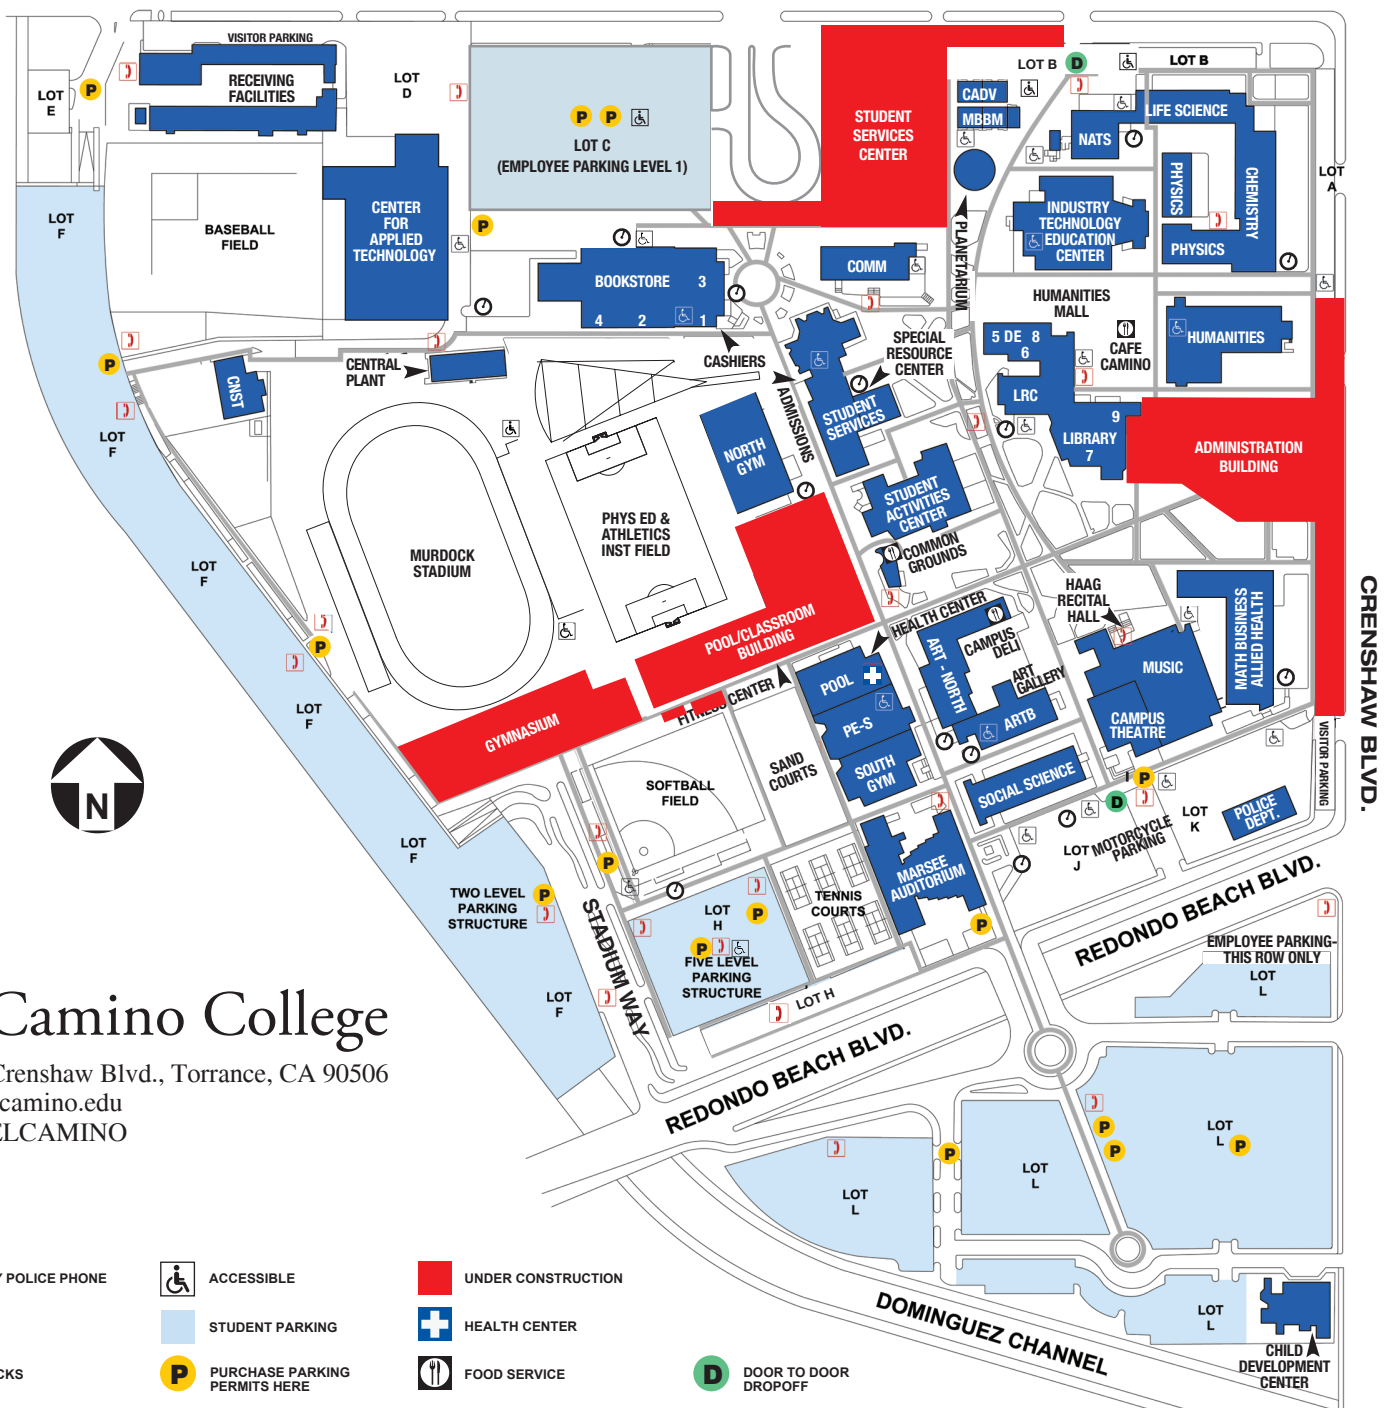 VISITOR PARKING
RECEIVING
FACILITIES
LOT
E
P
LOT
D
P P
LOT C
(EMPLOYEE PARKING LEVEL 1)
STUDENT
SERVICES
CENTER
LOT B
D
LOT B
CADV
MBBM
NATS
LIFE SCIENCE
PHYSICS
CHEMISTRY
PHYSICS
LOT
A
LOT
F
BASEBALL
FIELD
CENTER
FOR
APPLIED
TECHNOLOGY
P
BOOKSTORE 3
4 2 1
COMM
PLANETARIUM
INDUSTRY
TECHNOLOGY
EDUCATION
CENTER
HUMANITIES
MALL
5 DE 8
6
CAFE
CAMINO
HUMANITIES
P
CNST
CENTRAL
PLANT
CASHIERS
ADMISSIONS
SPECIAL
RESOURCE
CENTER
STUDENT
SERVICES
LRC
9
LIBRARY
7
ADMINISTRATION
BUILDING
LOT
F
NORTH
GYM
STUDENT
ACTIVITIES
CENTER
COMMON
GROUNDS
LOT
F
MURDOCK
STADIUM
PHYS ED &
ATHLETICS
INST FIELD
POOL/CLASSROOM
BUILDING
HEALTH CENTER
HAAG
RECITAL
HALL
MATH BUSINESS
ALLIED HEALTH
CRENSHAW BLVD.
P
LOT
F
GYMNASIUM
FITNESS CENTER
POOL
PE-S
SOUTH
GYM
ART - NORTH
CAMPUS
DELI
ART
GALLERY
ARTB
MUSIC
CAMPUS
THEATRE
VISITOR PARKING
N
SOFTBALL
FIELD
SAND
COURTS
SOCIAL SCIENCE
P
D
LOT
K
POLICE
DEPT.
MOTORCYCLE
PARKING
LOT
J
LOT
F
P
TWO LEVEL
PARKING
STRUCTURE
P
STADIUM WAY
LOT
H
P
P
FIVE LEVEL
PARKING
STRUCTURE
TENNIS
COURTS
MARSEE
AUDITORIUM
P
LOT H
REDONDO BEACH BLVD.
REDONDO BEACH BLVD.
EMPLOYEE PARKING-
THIS ROW ONLY
LOT
L
LOT
F
Camino College
Crenshaw Blvd., Torrance, CA 90506
camino.edu
ELCAMINO
P
P
P
LOT
L
P
LOT
L
LOT
L
LOT
L
DOMINGUEZ CHANNEL
CHILD
DEVELOPMENT
CENTER
POLICE PHONE
ACCESSIBLE
UNDER CONSTRUCTION
STUDENT PARKING
HEALTH CENTER
CKS
P PURCHASE PARKING
PERMITS HERE
FOOD SERVICE
D DOOR TO DOOR
DROPOFF